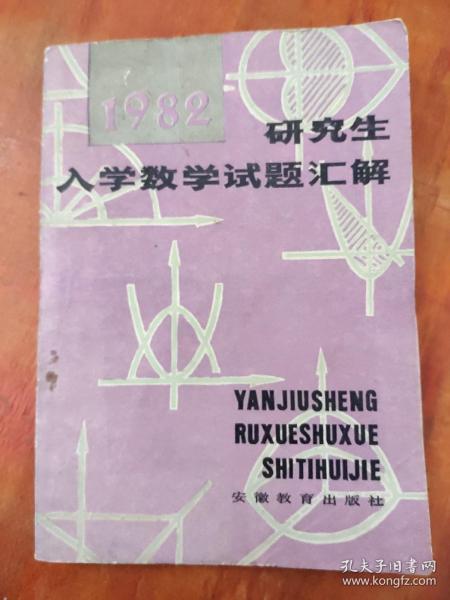 1982
研究生
入学数学试题汇解
YANJIUSHENG
RUXUESHUXUE
SHITIHUIJIE
安徽教育出版社
孔夫子旧书网
www.kongfz.com